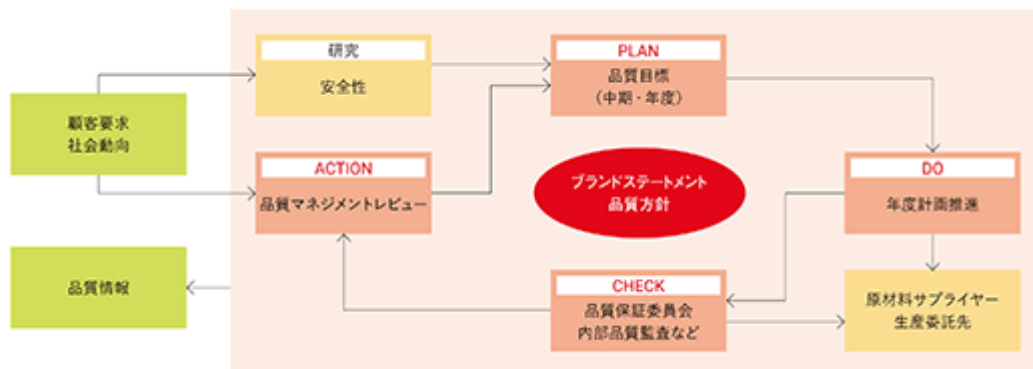 顧客要求
社会動向
品質情報
研究
安全性
ACTION
品質マネジメントレビュー
PLAN
品質目標
（中期・年度）
ブランドステートメント
品質方針
CHECK
品質保証委員会
内部品質監査など
DO
年度計画推進
原材料サプライヤー
生産委託先